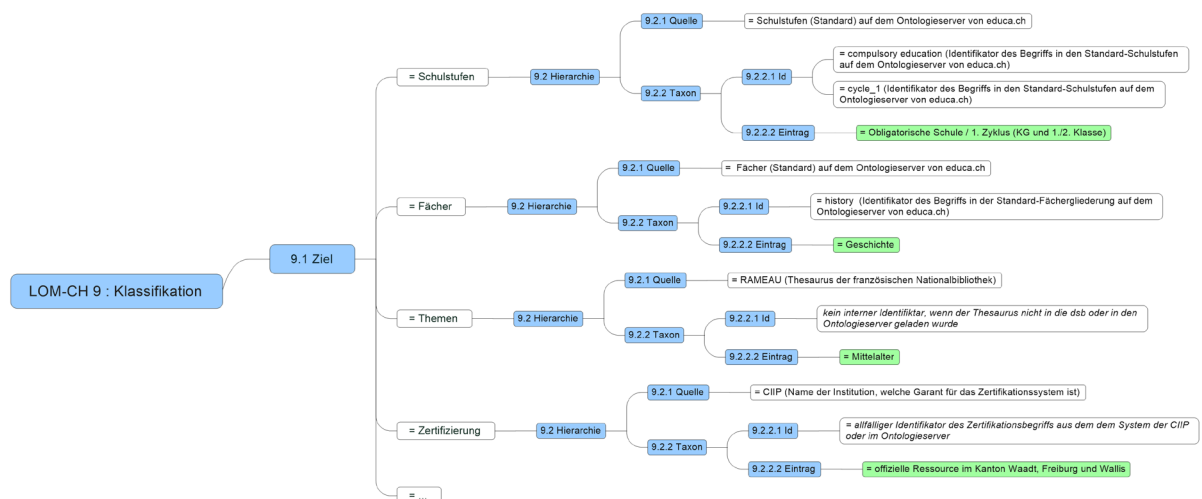 LOM-CH 9 : Klassifikation
9.1 Ziel
= Schulstufen
9.2 Hierarchie
9.2.1 Quelle
= Schulstufen (Standard) auf dem Ontologieserver von educa.ch
9.2.2 Taxon
9.2.2.1 Id
= compulsory education (Identifikator des Begriffs in den Standard-Schulstufen
auf dem Ontologieserver von educa.ch)
= cycle_1 (Identifikator des Begriffs in den Standard-Schulstufen auf dem
Ontologieserver von educa.ch)
9.2.2.2 Eintrag
= Obligatorische Schule / 1. Zyklus (KG und 1./2. Klasse)
= Fächer
9.2 Hierarchie
9.2.1 Quelle
= Fächer (Standard) auf dem Ontologieserver von educa.ch
9.2.2 Taxon
9.2.2.1 Id
= history (Identifikator des Begriffs in der Standard-Fächergliederung auf dem
Ontologieserver von educa.ch)
9.2.2.2 Eintrag
= Geschichte
= Themen
9.2 Hierarchie
9.2.1 Quelle
= RAMEAU (Thesaurus der französischen Nationalbibliothek)
9.2.2 Taxon
9.2.2.1 Id
kein interner Identifiktar, wenn der Thesaurus nicht in die dsb oder in den
Ontologieserver geladen wurde
9.2.2.2 Eintrag
= Mittelalter
= Zertifizierung
9.2 Hierarchie
9.2.1 Quelle
= CIIP (Name der Institution, welche Garant für das Zertifikationssystem ist)
9.2.2 Taxon
9.2.2.1 Id
= allfälliger Identifikator des Zertifikationsbegriffs aus dem dem System der CIIP
oder im Ontologieserver
9.2.2.2 Eintrag
= offizielle Ressource im Kanton Waadt, Freiburg und Wallis
= ...